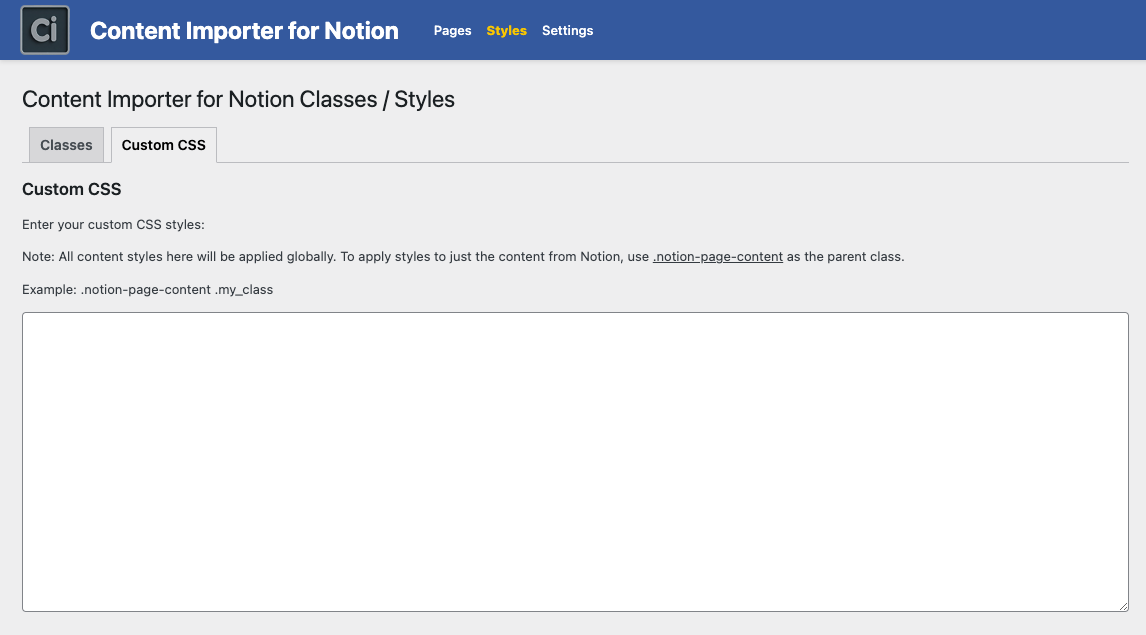 Ci
Content Importer for Notion
Pages Styles Settings
Content Importer for Notion Classes / Styles
Classes Custom CSS
Custom CSS
Enter your custom CSS styles:
Note: All content styles here will be applied globally. To apply styles to just the content from Notion, use .notion-page-content as the parent class.
Example: .notion-page-content .my_class